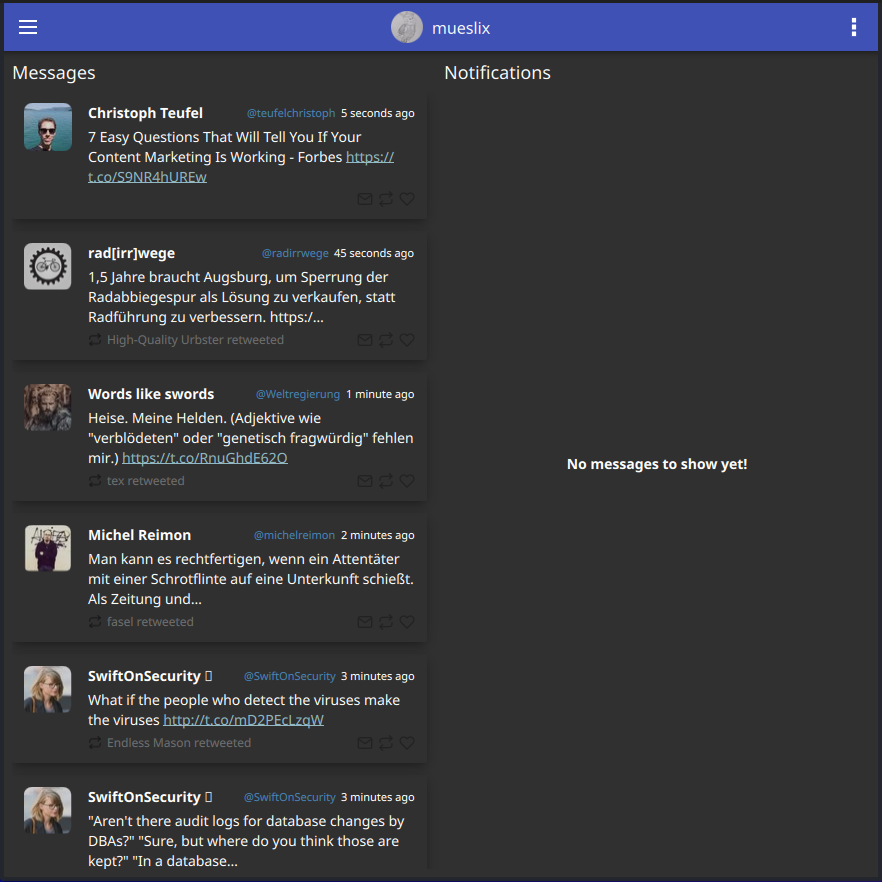 mueslix
Messages
Notifications
Christoph Teufel @teufelchristoph 5 seconds ago
7 Easy Questions That Will Tell You If Your
Content Marketing Is Working - Forbes https://
t.co/S9NR4hUREw
rad[irr]wege @radirrwege 45 seconds ago
1,5 Jahre braucht Augsburg, um Sperrung der
Radabbiegespur als Lösung zu verkaufen, statt
Radführung zu verbessern. https:/…
High-Quality Urbster retweeted
Words like swords @Weltregierung 1 minute ago
Heise. Meine Helden. (Adjektive wie
"verblödeten" oder "genetisch fragwürdig" fehlen
mir.) https://t.co/RnuGhdE62O
tex retweeted
Michel Reimon @michelreimon 2 minutes ago
Man kann es rechtfertigen, wenn ein Attentäter
mit einer Schrotflinte auf eine Unterkunft schießt.
Als Zeitung und…
fasel retweeted
SwiftOnSecurity @SwiftOnSecurity 3 minutes ago
What if the people who detect the viruses make
the viruses http://t.co/mD2PEcLzqW
Endless Mason retweeted
SwiftOnSecurity @SwiftOnSecurity 3 minutes ago
"Aren't there audit logs for database changes by
DBAs?" "Sure, but where do you think those are
kept?" "In a database…
No messages to show yet!